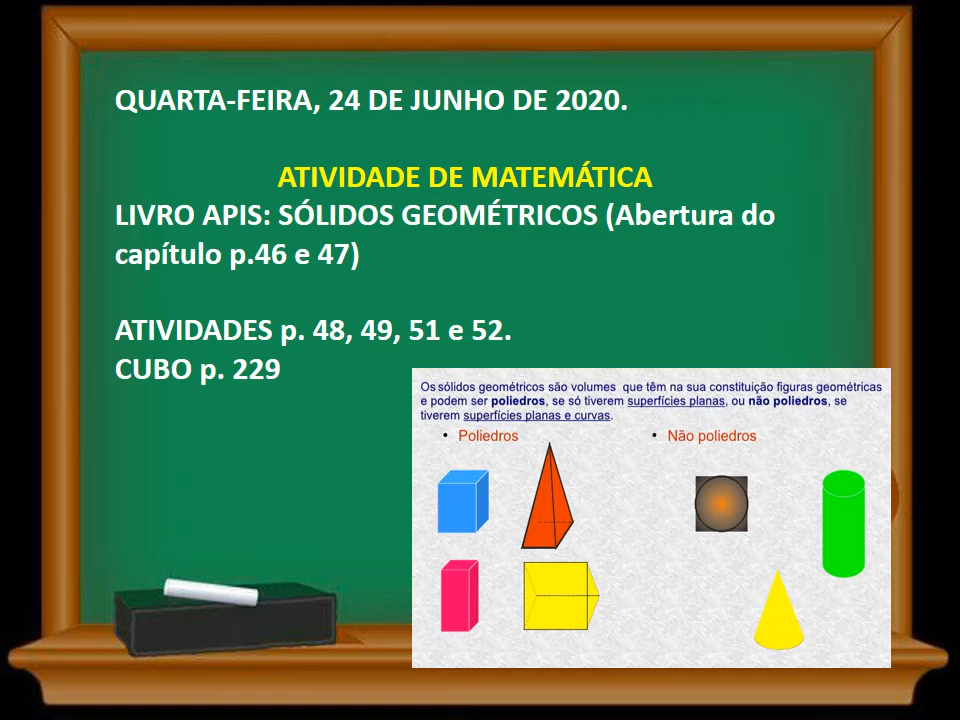 QUARTA-FEIRA, 24 DE JUNHO DE 2020.
ATIVIDADE DE MATEMÁTICA
LIVRO APIS: SÓLIDOS GEOMÉTRICOS (Abertura do
capítulo p.46 e 47)
ATIVIDADES p. 48, 49, 51 e 52.
CUBO p. 229
Os sólidos geométricos são volumes que têm na sua constituição figuras geométricas
e podem ser poliedros, se só tiverem superfícies planas, ou não poliedros, se
tiverem superfícies planas e curvas.
• Poliedros
• Não poliedros